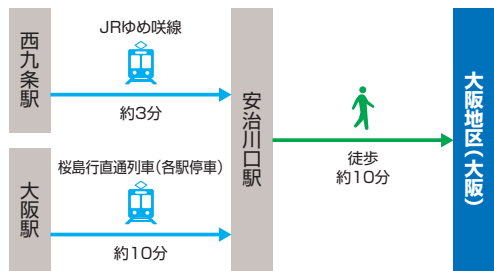 西九条駅
JRゆめ咲線
約3分
大阪駅
桜島行直通列車(各駅停車)
約10分
安治川口駅
徒歩
約10分
大阪地区(大阪)